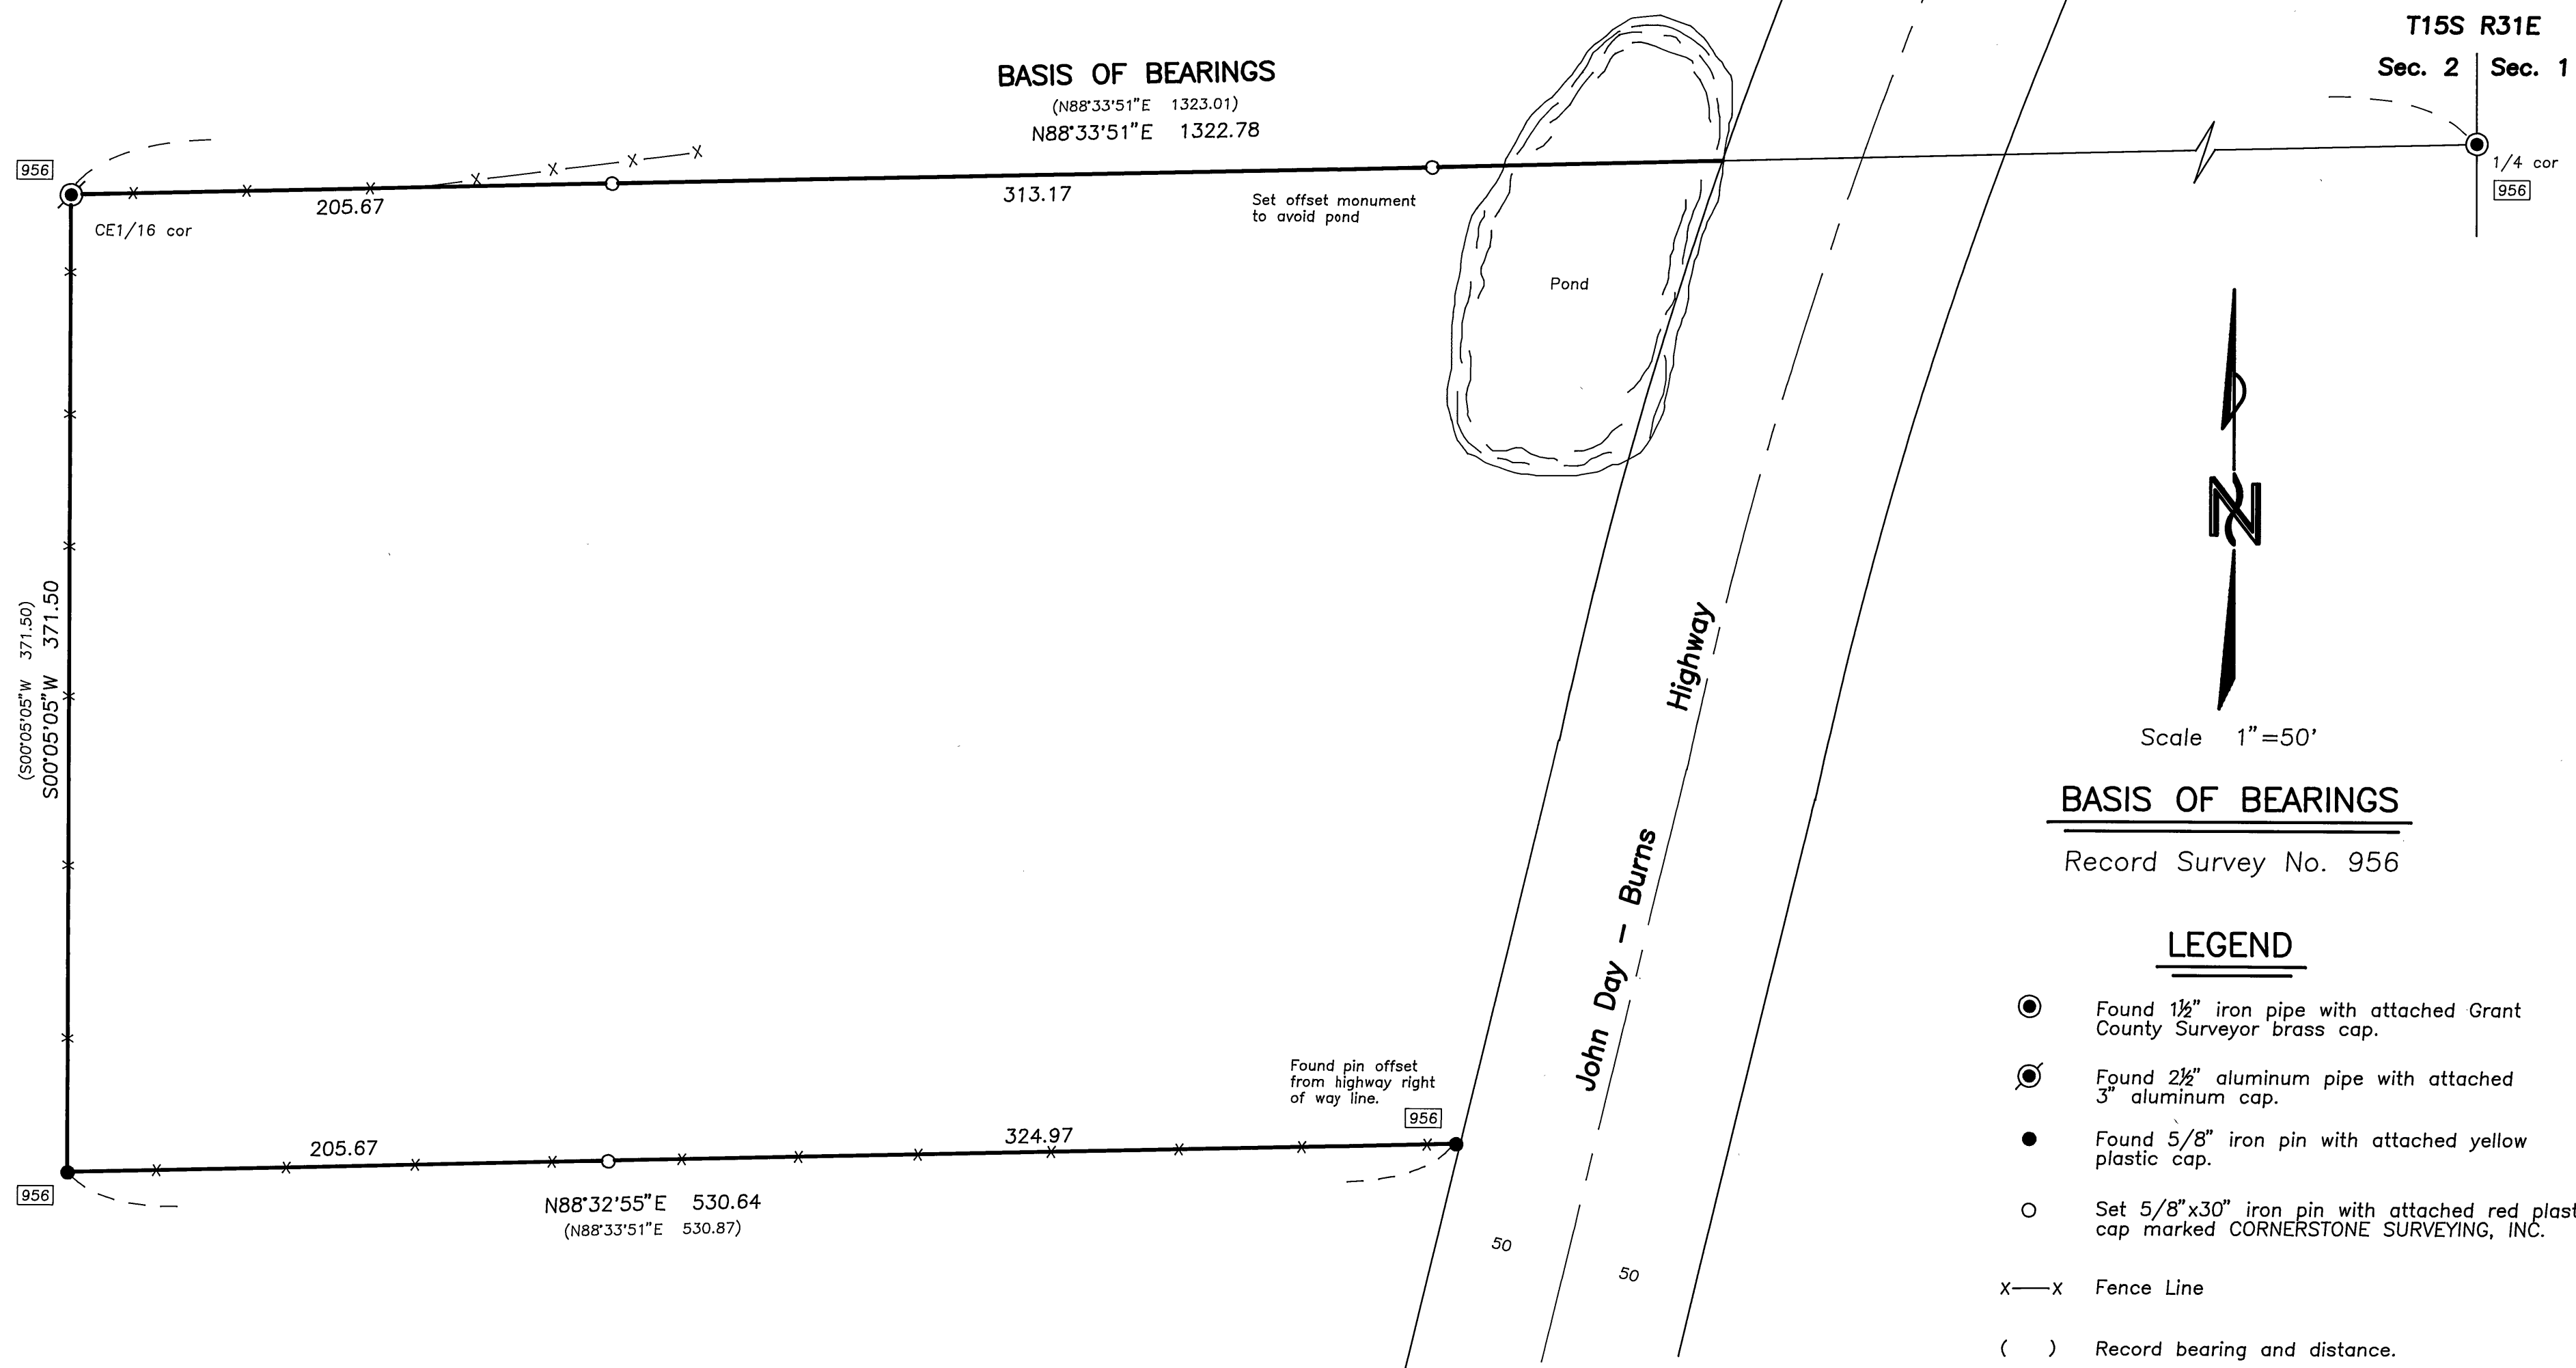 T15S R31E
Sec. 2 Sec. 1
BASIS OF BEARINGS
(N88°33'51"E 1323.01)
N88°33'51"E 1322.78
956
205.67
313.17
Set offset monument
to avoid pond
CE1/16 cor
1/4 cor
956
Pond
(S00°05'05"W 371.50)
S00°05'05"W 371.50
John Day - Burns Highway
N
Scale 1"=50'
BASIS OF BEARINGS
Record Survey No. 956
LEGEND
Found 1½" iron pipe with attached Grant
County Surveyor brass cap.
Found 2½" aluminum pipe with attached
3" aluminum cap.
Found 5/8" iron pin with attached yellow
plastic cap.
Set 5/8"x30" iron pin with attached red plast
cap marked CORNERSTONE SURVEYING, INC.
X—X Fence Line
( ) Record bearing and distance.
Found pin offset
from highway right
of way line.
956
205.67
324.97
956
N88°32'55"E 530.64
(N88°33'51"E 530.87)
50
50